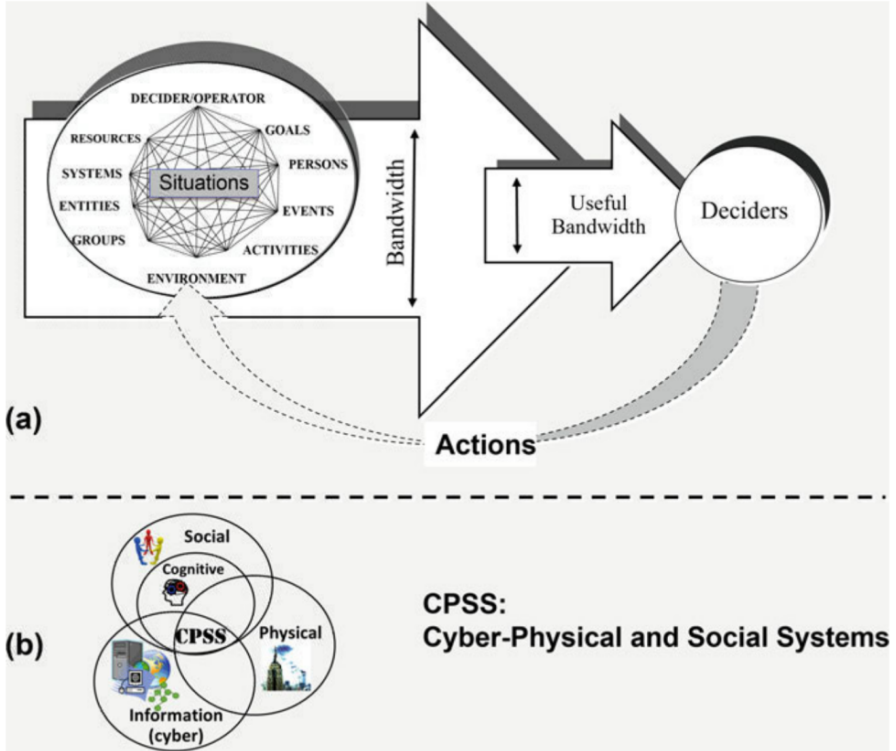 DECIDER/OPERATOR
GOALS
RESOURCES
PERSONS
SYSTEMS
Situations
ENTITIES
EVENTS
GROUPS
ACTIVITIES
ENVIRONMENT
Bandwidth
Useful
Bandwidth
Deciders
(a)
Actions
(b)
Social
Cognitive
CPSS
Physical
Information
(cyber)
CPSS:
Cyber-Physical and Social Systems